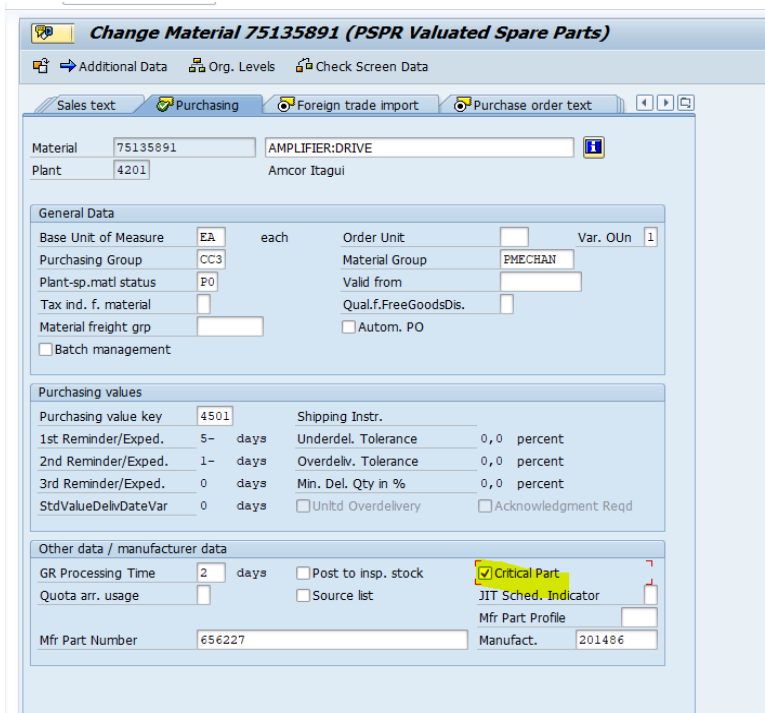 Change Material 75135891 (PSPR Valuated Spare Parts)
Additional Data Org. Levels Check Screen Data
Sales text Purchasing Foreign trade import Purchase order text
Material 75135891 AMPLIFIER:DRIVE
Plant 4201 Amcor Itagui
General Data
Base Unit of Measure EA each Order Unit Var. OUn 1
Purchasing Group CC3 Material Group PMECHAN
Plant-sp.matl status P0 Valid from
Tax ind. f. material Qual.f.FreeGoodsDis.
Material freight grp Autom. PO
Batch management
Purchasing values
Purchasing value key 4501 Shipping Instr.
1st Reminder/Exped. 5- days Underdel. Tolerance 0,0 percent
2nd Reminder/Exped. 1- days Overdeliv. Tolerance 0,0 percent
3rd Reminder/Exped. 0 days Min. Del. Qty in % 0,0 percent
StdValueDelivDateVar 0 days Unltd Overdelivery Acknowledgment Reqd
Other data / manufacturer data
GR Processing Time 2 days Post to insp. stock Critical Part
Quota arr. usage Source list JIT Sched. Indicator
Mfr Part Profile
Mfr Part Number 656227 Manufact. 201486